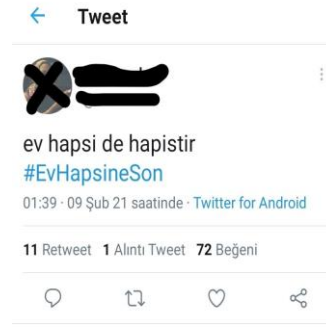 Tweet
ev hapsi de hapistir
#EvHapsineSon
01:39 · 09 Şub 21 saatinde · Twitter for Android
11 Retweet 1 Alıntı Tweet 72 Beğeni